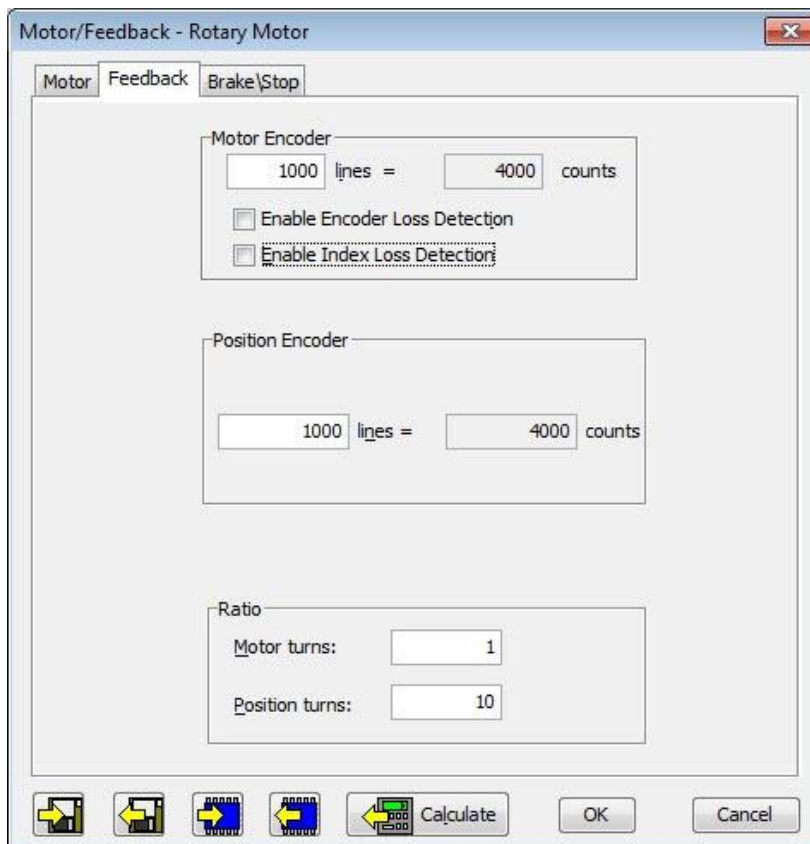 Motor/Feedback - Rotary Motor
Motor Feedback Brake\Stop
Motor Encoder
1000 lines = 4000 counts
Enable Encoder Loss Detection
Enable Index Loss Detection
Position Encoder
1000 lines = 4000 counts
Ratio
Motor turns: 1
Position turns: 10
Calculate OK Cancel